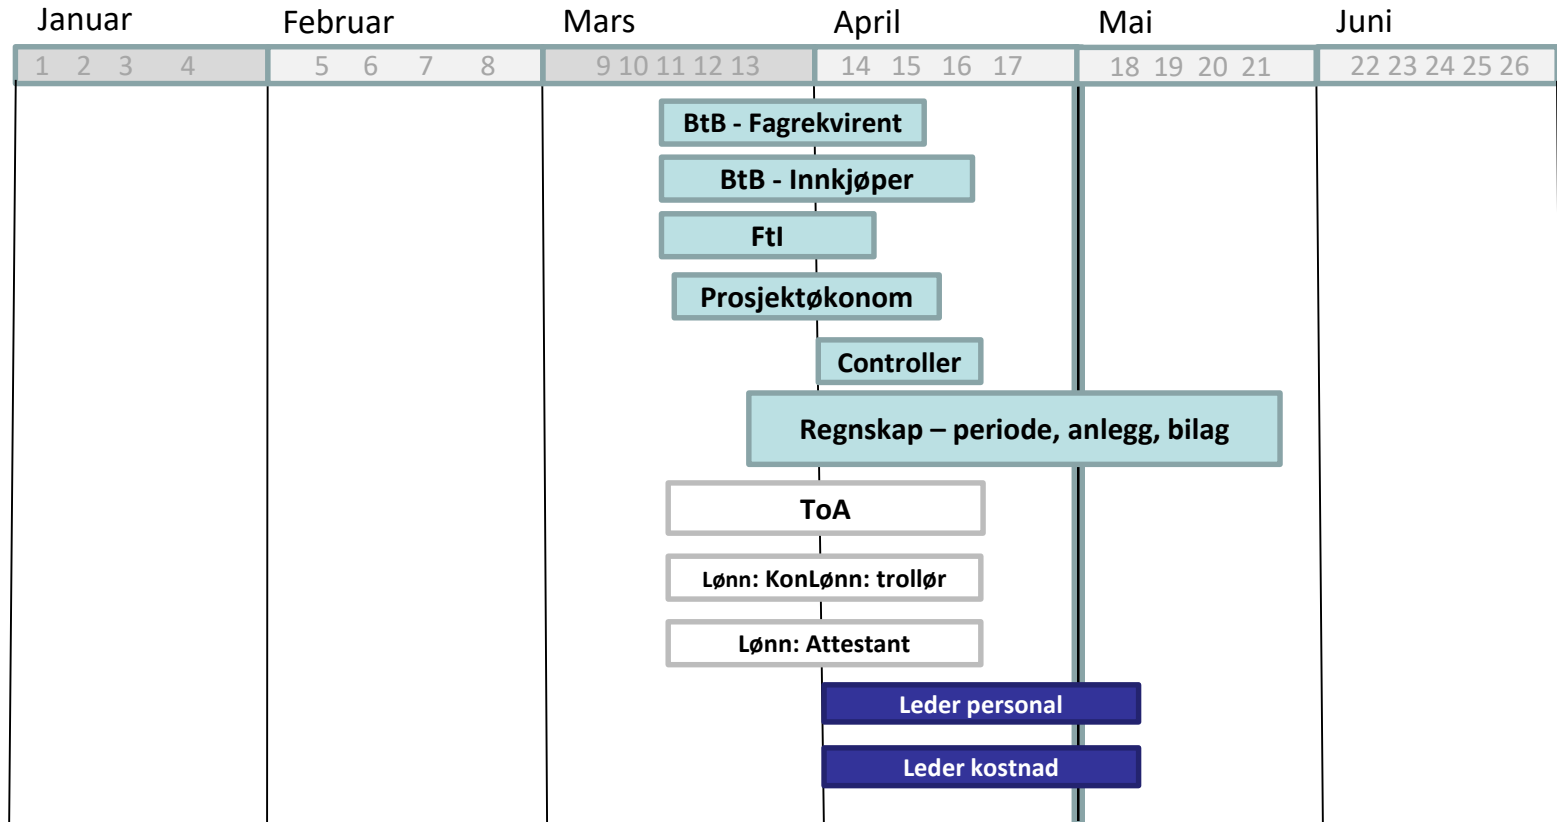 Januar Februar Mars April Mai Juni
1 2 3 4 5 6 7 8 9 10 11 12 13 14 15 16 17 18 19 20 21 22 23 24 25 26
BtB - Fagrekvirent
BtB - Innkjøper
FtI
Prosjektøkonom
Controller
Regnskap – periode, anlegg, bilag
ToA
Lønn: KonLønn: trollør
Lønn: Attestant
Leder personal
Leder kostnad